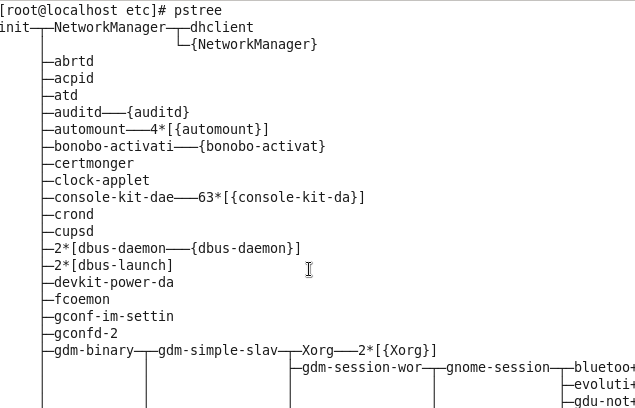 [root@localhost etc]# pstree
init─┬─NetworkManager─┬─dhclient
     │                └─{NetworkManager}
     ├─abrtd
     ├─acpid
     ├─atd
     ├─auditd───{auditd}
     ├─automount───4*[{automount}]
     ├─bonobo-activati───{bonobo-activat}
     ├─certmonger
     ├─clock-applet
     ├─console-kit-dae───63*[{console-kit-da}]
     ├─crond
     ├─cupsd
     ├─2*[dbus-daemon───{dbus-daemon}]
     ├─2*[dbus-launch]
     ├─devkit-power-da
     ├─fcoemon
     ├─gconf-im-settin
     ├─gconfd-2
     ├─gdm-binary─┬─gdm-simple-slav─┬─Xorg───2*[{Xorg}]
     │            │                 ├─gdm-session-wor─┬─gnome-session─┬─bluetoo+
     │            │                 │                 │               ├─evoluti+
     │            │                 │                 │               ├─gdu-not+